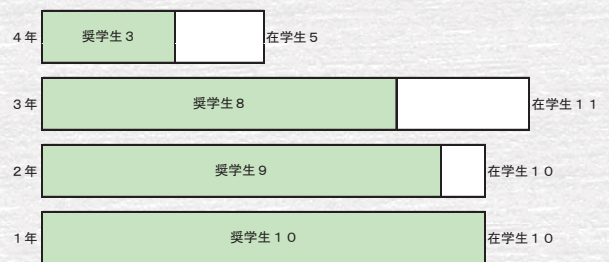 4年 奨学生3 在学生5
3年 奨学生8 在学生11
2年 奨学生9 在学生10
1年 奨学生10 在学生10